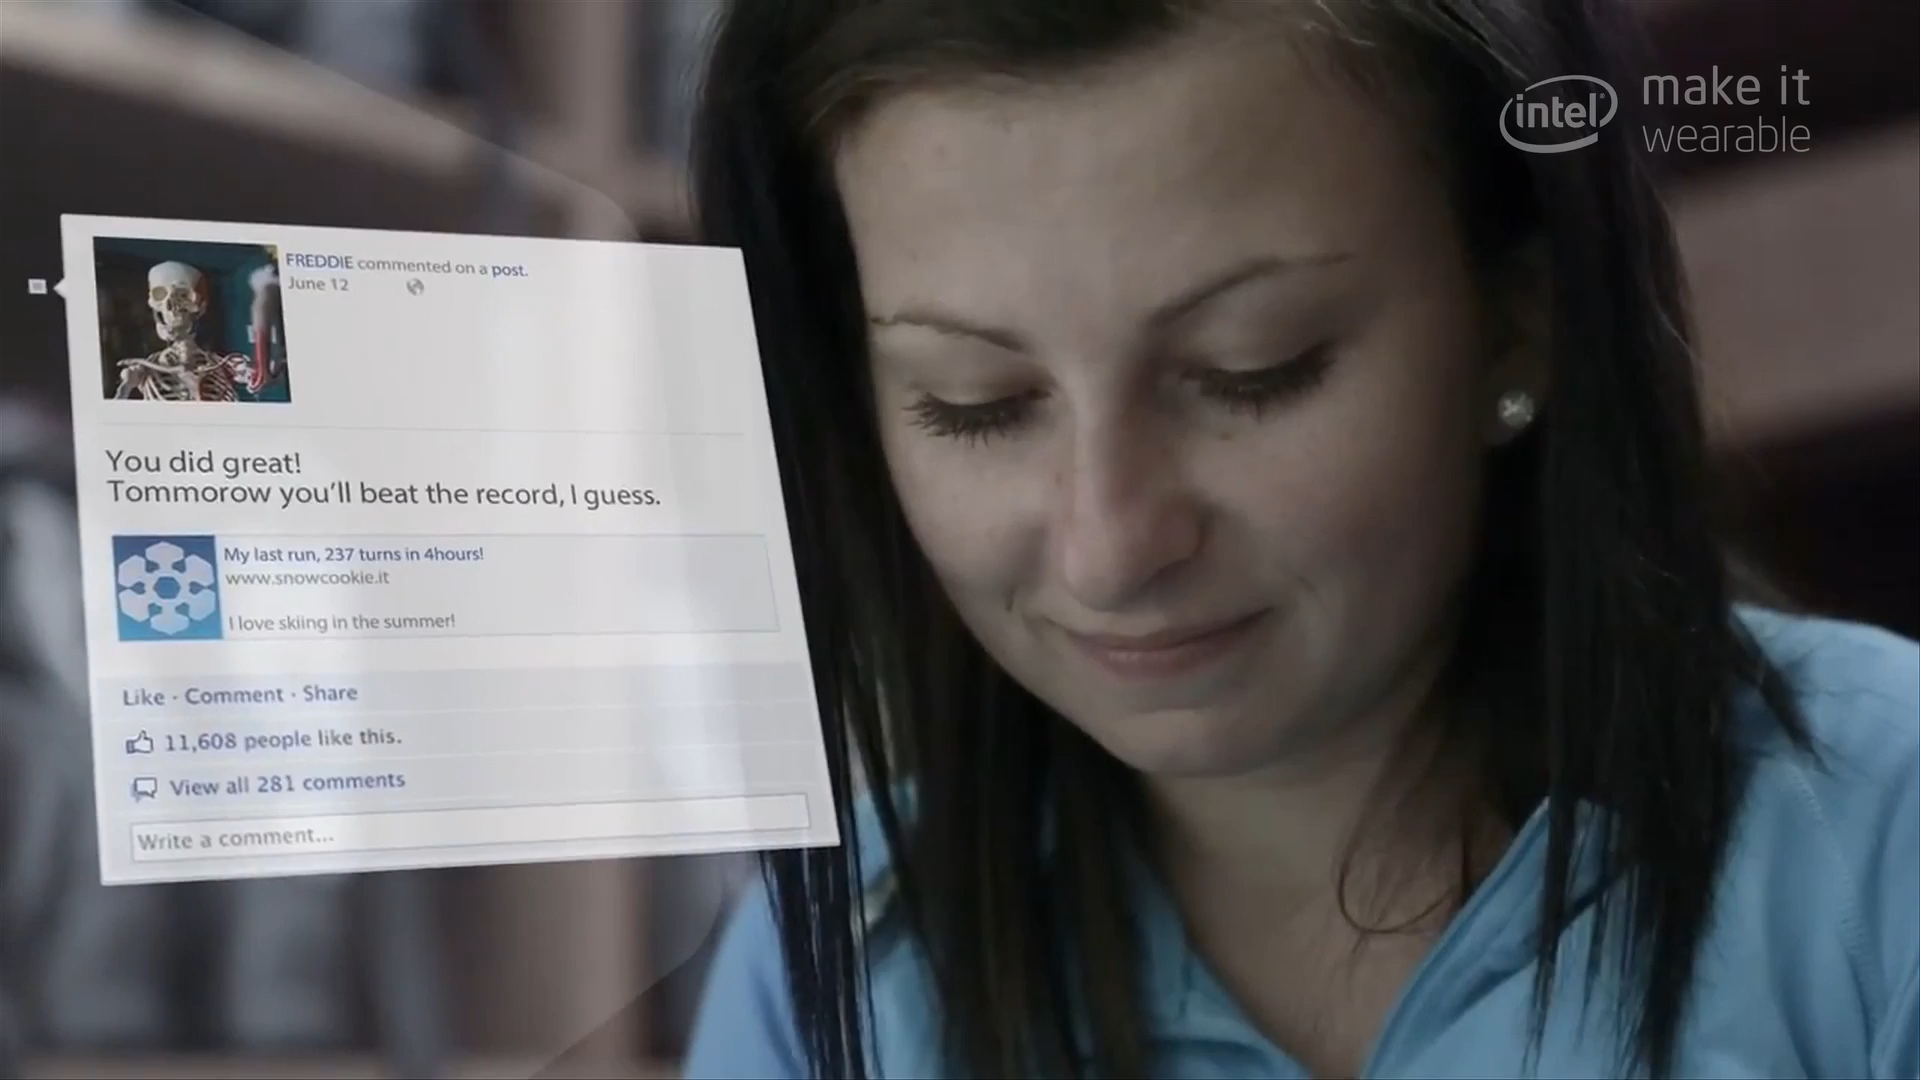 intel make it
wearable
FREDDIE commented on a post.
June 12
You did great!
Tommorow you'll beat the record, I guess.
My last run, 237 turns in 4hours!
www.snowcookie.it
I love skiing in the summer!
Like · Comment · Share
11,608 people like this.
View all 281 comments
Write a comment...